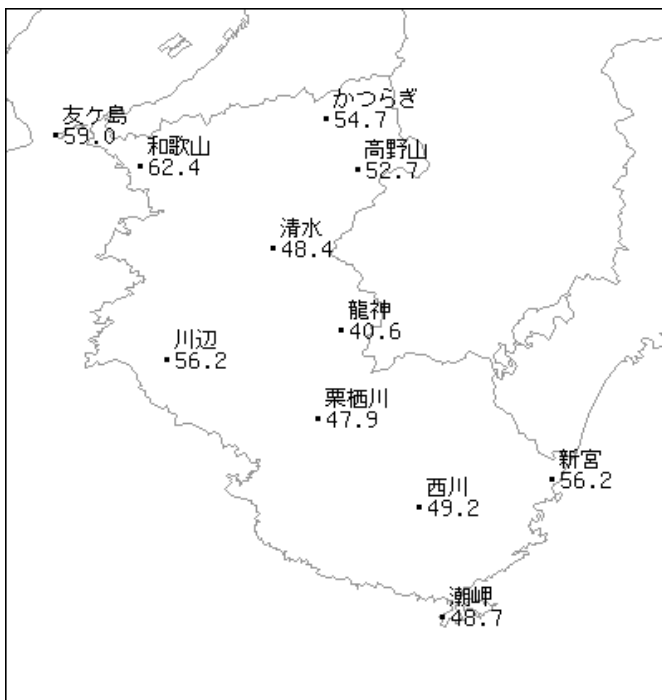 かつらぎ
54.7
友ケ島
59.0
和歌山
62.4
高野山
52.7
清水
48.4
龍神
40.6
川辺
56.2
栗栖川
47.9
新宮
56.2
西川
49.2
潮岬
48.7